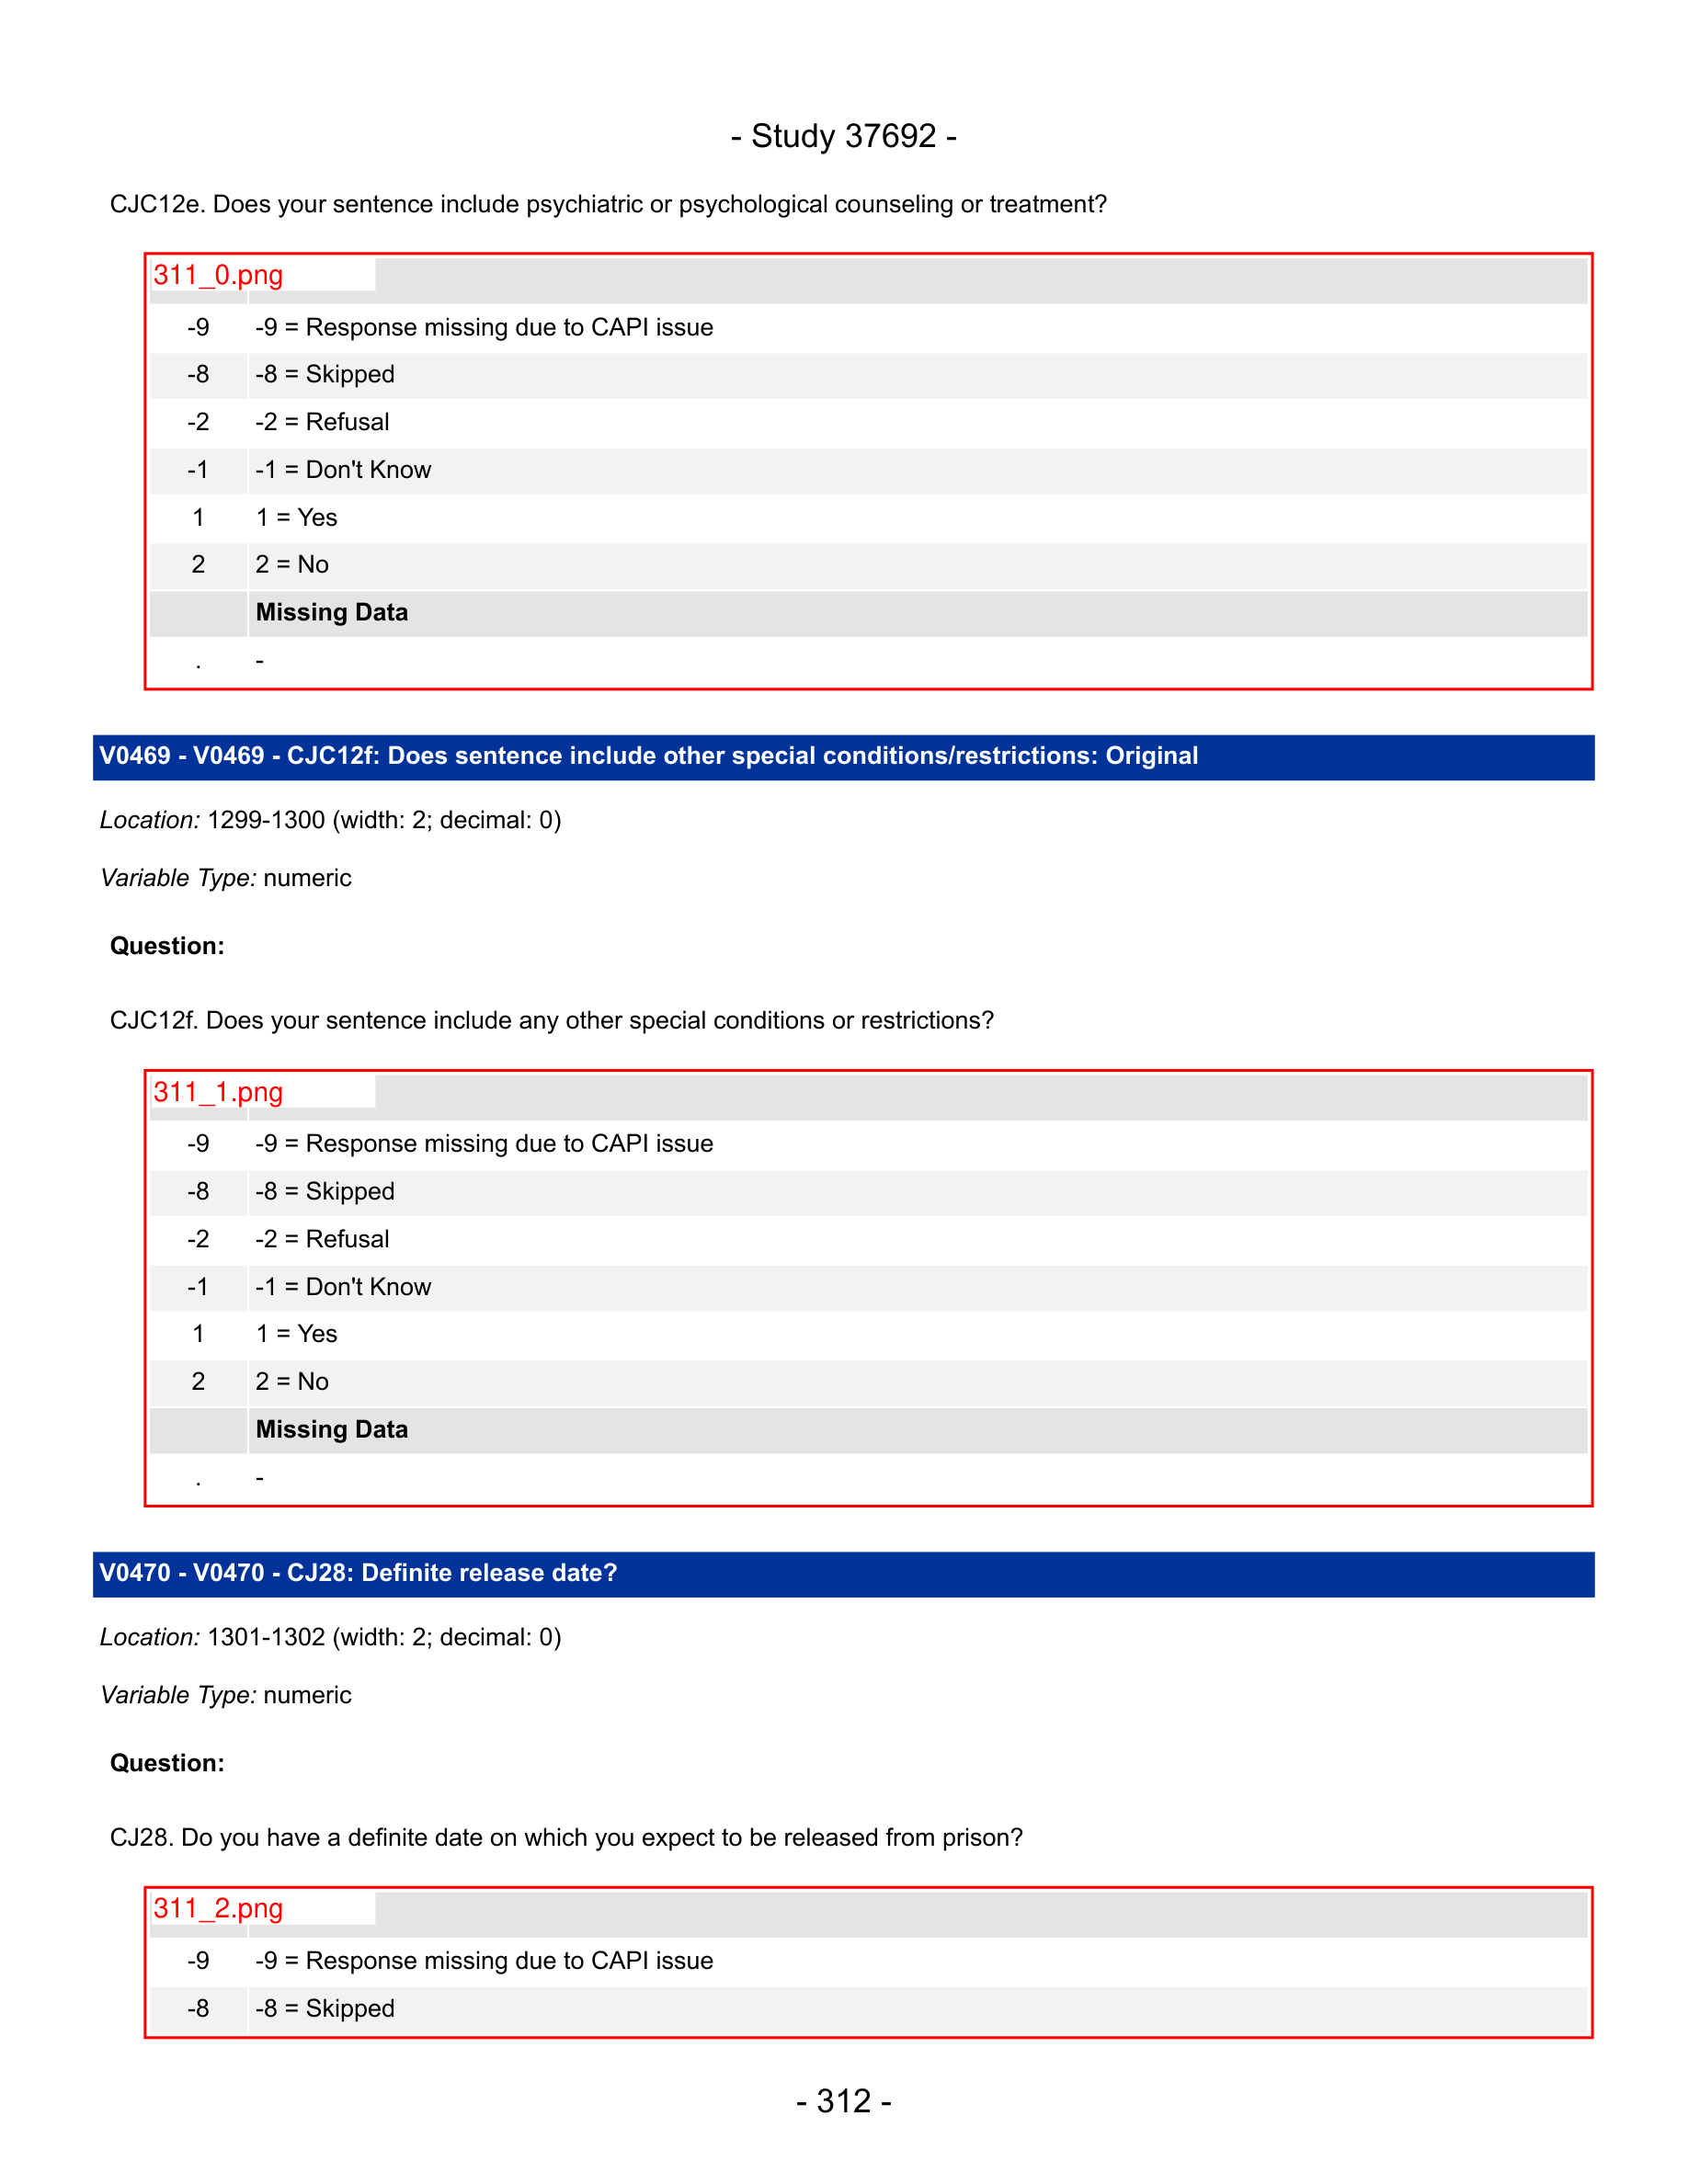 - Study 37692 -
CJC12e. Does your sentence include psychiatric or psychological counseling or treatment?
311_0.png
-9 -9 = Response missing due to CAPI issue
-8 -8 = Skipped
-2 -2 = Refusal
-1 -1 = Don't Know
1 1 = Yes
2 2 = No
Missing Data
. -
V0469 - V0469 - CJC12f: Does sentence include other special conditions/restrictions: Original
Location: 1299-1300 (width: 2; decimal: 0)
Variable Type: numeric
Question:
CJC12f. Does your sentence include any other special conditions or restrictions?
311_1.png
-9 -9 = Response missing due to CAPI issue
-8 -8 = Skipped
-2 -2 = Refusal
-1 -1 = Don't Know
1 1 = Yes
2 2 = No
Missing Data
. -
V0470 - V0470 - CJ28: Definite release date?
Location: 1301-1302 (width: 2; decimal: 0)
Variable Type: numeric
Question:
CJ28. Do you have a definite date on which you expect to be released from prison?
311_2.png
-9 -9 = Response missing due to CAPI issue
-8 -8 = Skipped
- 312 -